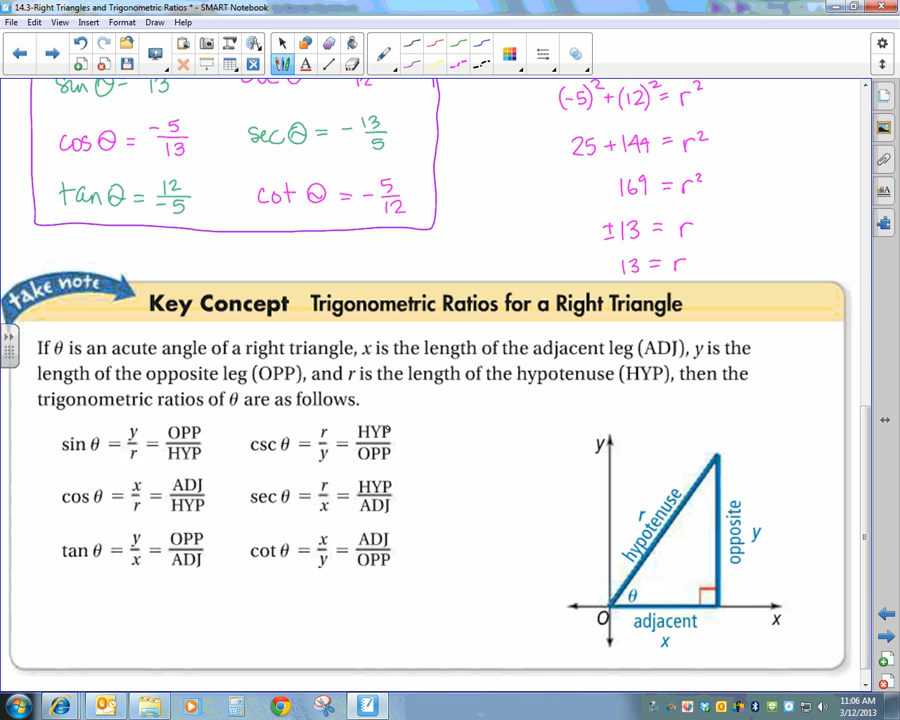 14.3-Right Triangles and Trigonometric Ratios * - SMART Notebook
File Edit View Insert Format Draw Help
sin θ = 13 12
cos θ = -5/13 sec θ = -13/5
tan θ = 12/-5 cot θ = -5/12
(-5)² + (12)² = r²
25 + 144 = r²
169 = r²
±13 = r
13 = r
take note
Key Concept Trigonometric Ratios for a Right Triangle
If θ is an acute angle of a right triangle, x is the length of the adjacent leg (ADJ), y is the
length of the opposite leg (OPP), and r is the length of the hypotenuse (HYP), then the
trigonometric ratios of θ are as follows.
sin θ = y/r = OPP/HYP csc θ = r/y = HYP/OPP
cos θ = x/r = ADJ/HYP sec θ = r/x = HYP/ADJ
tan θ = y/x = OPP/ADJ cot θ = x/y = ADJ/OPP
y
r
hypotenuse
opposite
y
θ
O
adjacent
x
x
11:06 AM
3/12/2013